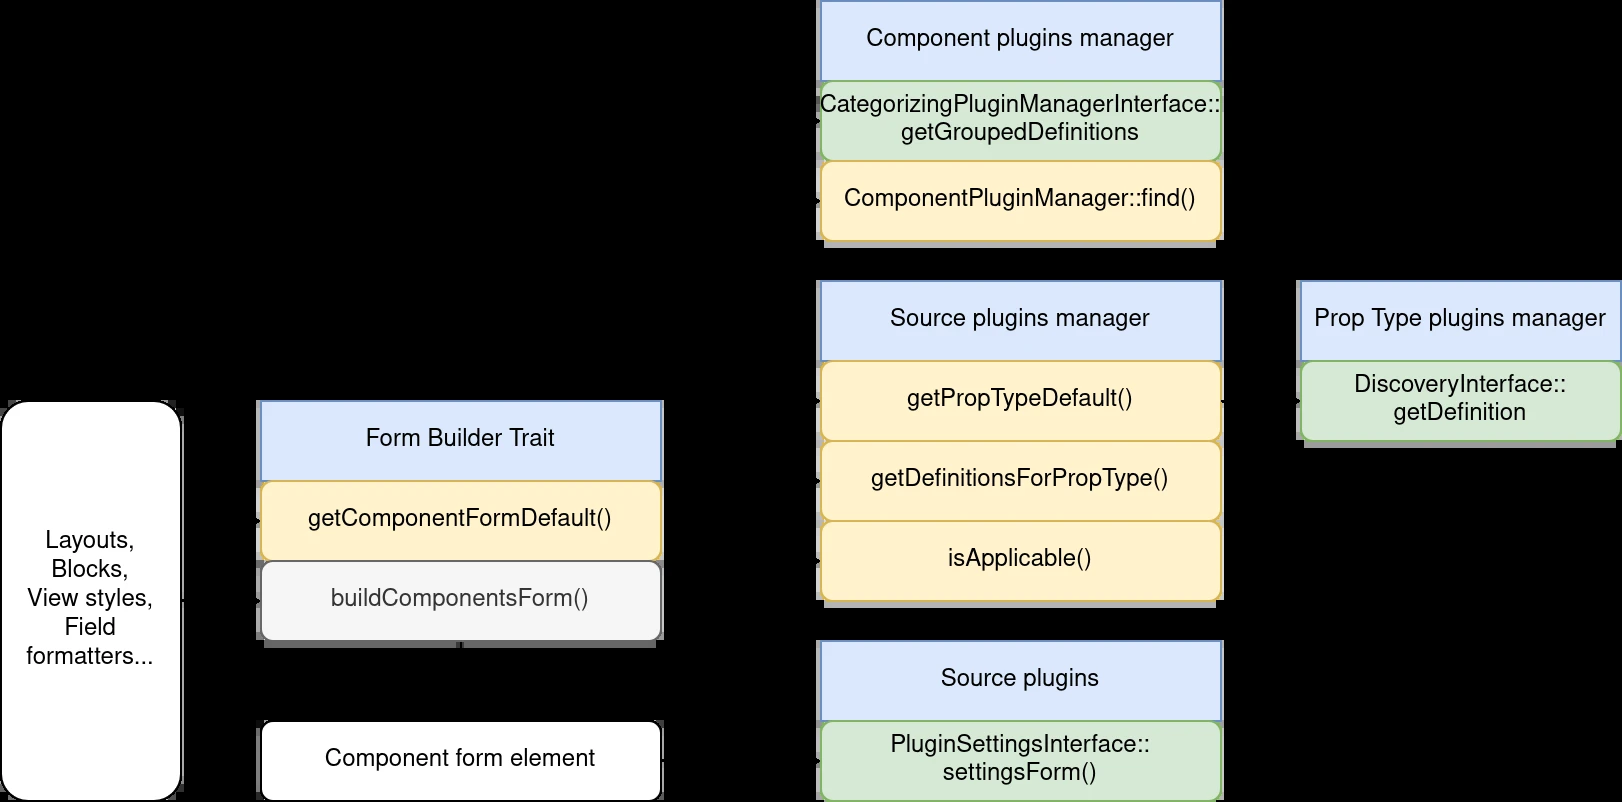 Component plugins manager
CategorizingPluginManagerInterface::
getGroupedDefinitions
ComponentPluginManager::find()
Source plugins manager
getPropTypeDefault()
getDefinitionsForPropType()
isApplicable()
Prop Type plugins manager
DiscoveryInterface::
getDefinition
Layouts,
Blocks,
View styles,
Field
formatters...
Form Builder Trait
getComponentFormDefault()
buildComponentsForm()
Component form element
Source plugins
PluginSettingsInterface::
settingsForm()